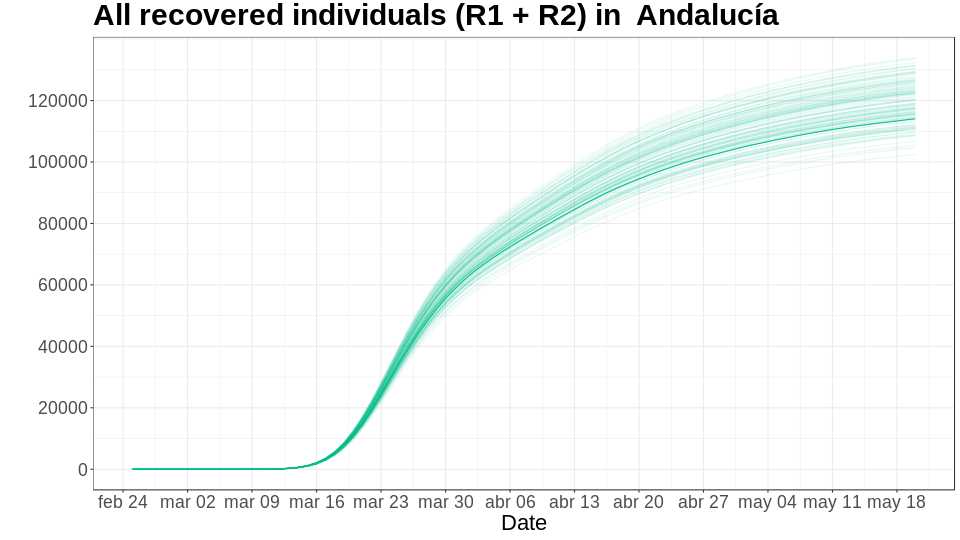 All recovered individuals (R1 + R2) in  Andalucía
120000
100000
80000
60000
40000
20000
0
feb 24 mar 02 mar 09 mar 16 mar 23 mar 30 abr 06 abr 13 abr 20 abr 27 may 04 may 11 may 18
Date